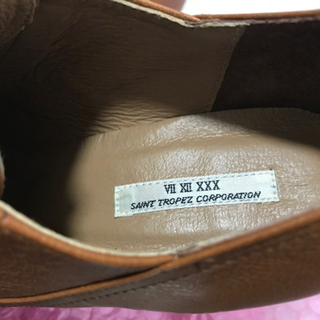 VII XII XXX
SAINT TROPEZ CORPORATION